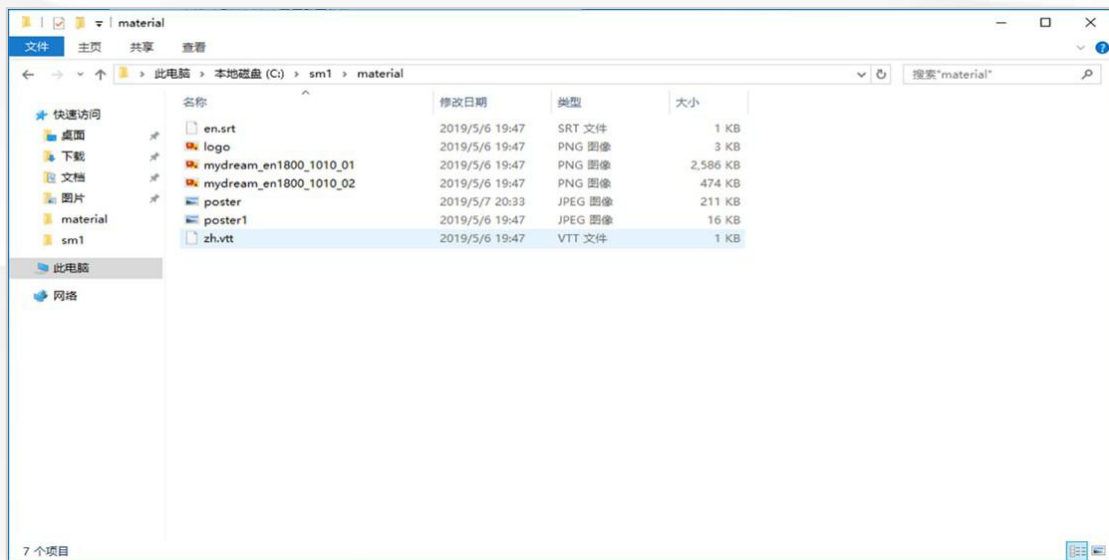 material
文件 主页 共享 查看
此电脑 > 本地磁盘 (C:) > sm1 > material
搜索"material"
名称 修改日期 类型 大小
快速访问
桌面
下载
文档
图片
material
sm1
此电脑
网络
en.srt 2019/5/6 19:47 SRT 文件 1 KB
logo 2019/5/6 19:47 PNG 图像 3 KB
mydream_en1800_1010_01 2019/5/6 19:47 PNG 图像 2,586 KB
mydream_en1800_1010_02 2019/5/6 19:47 PNG 图像 474 KB
poster 2019/5/7 20:33 JPEG 图像 211 KB
poster1 2019/5/6 19:47 JPEG 图像 16 KB
zh.vtt 2019/5/6 19:47 VTT 文件 1 KB
7 个项目